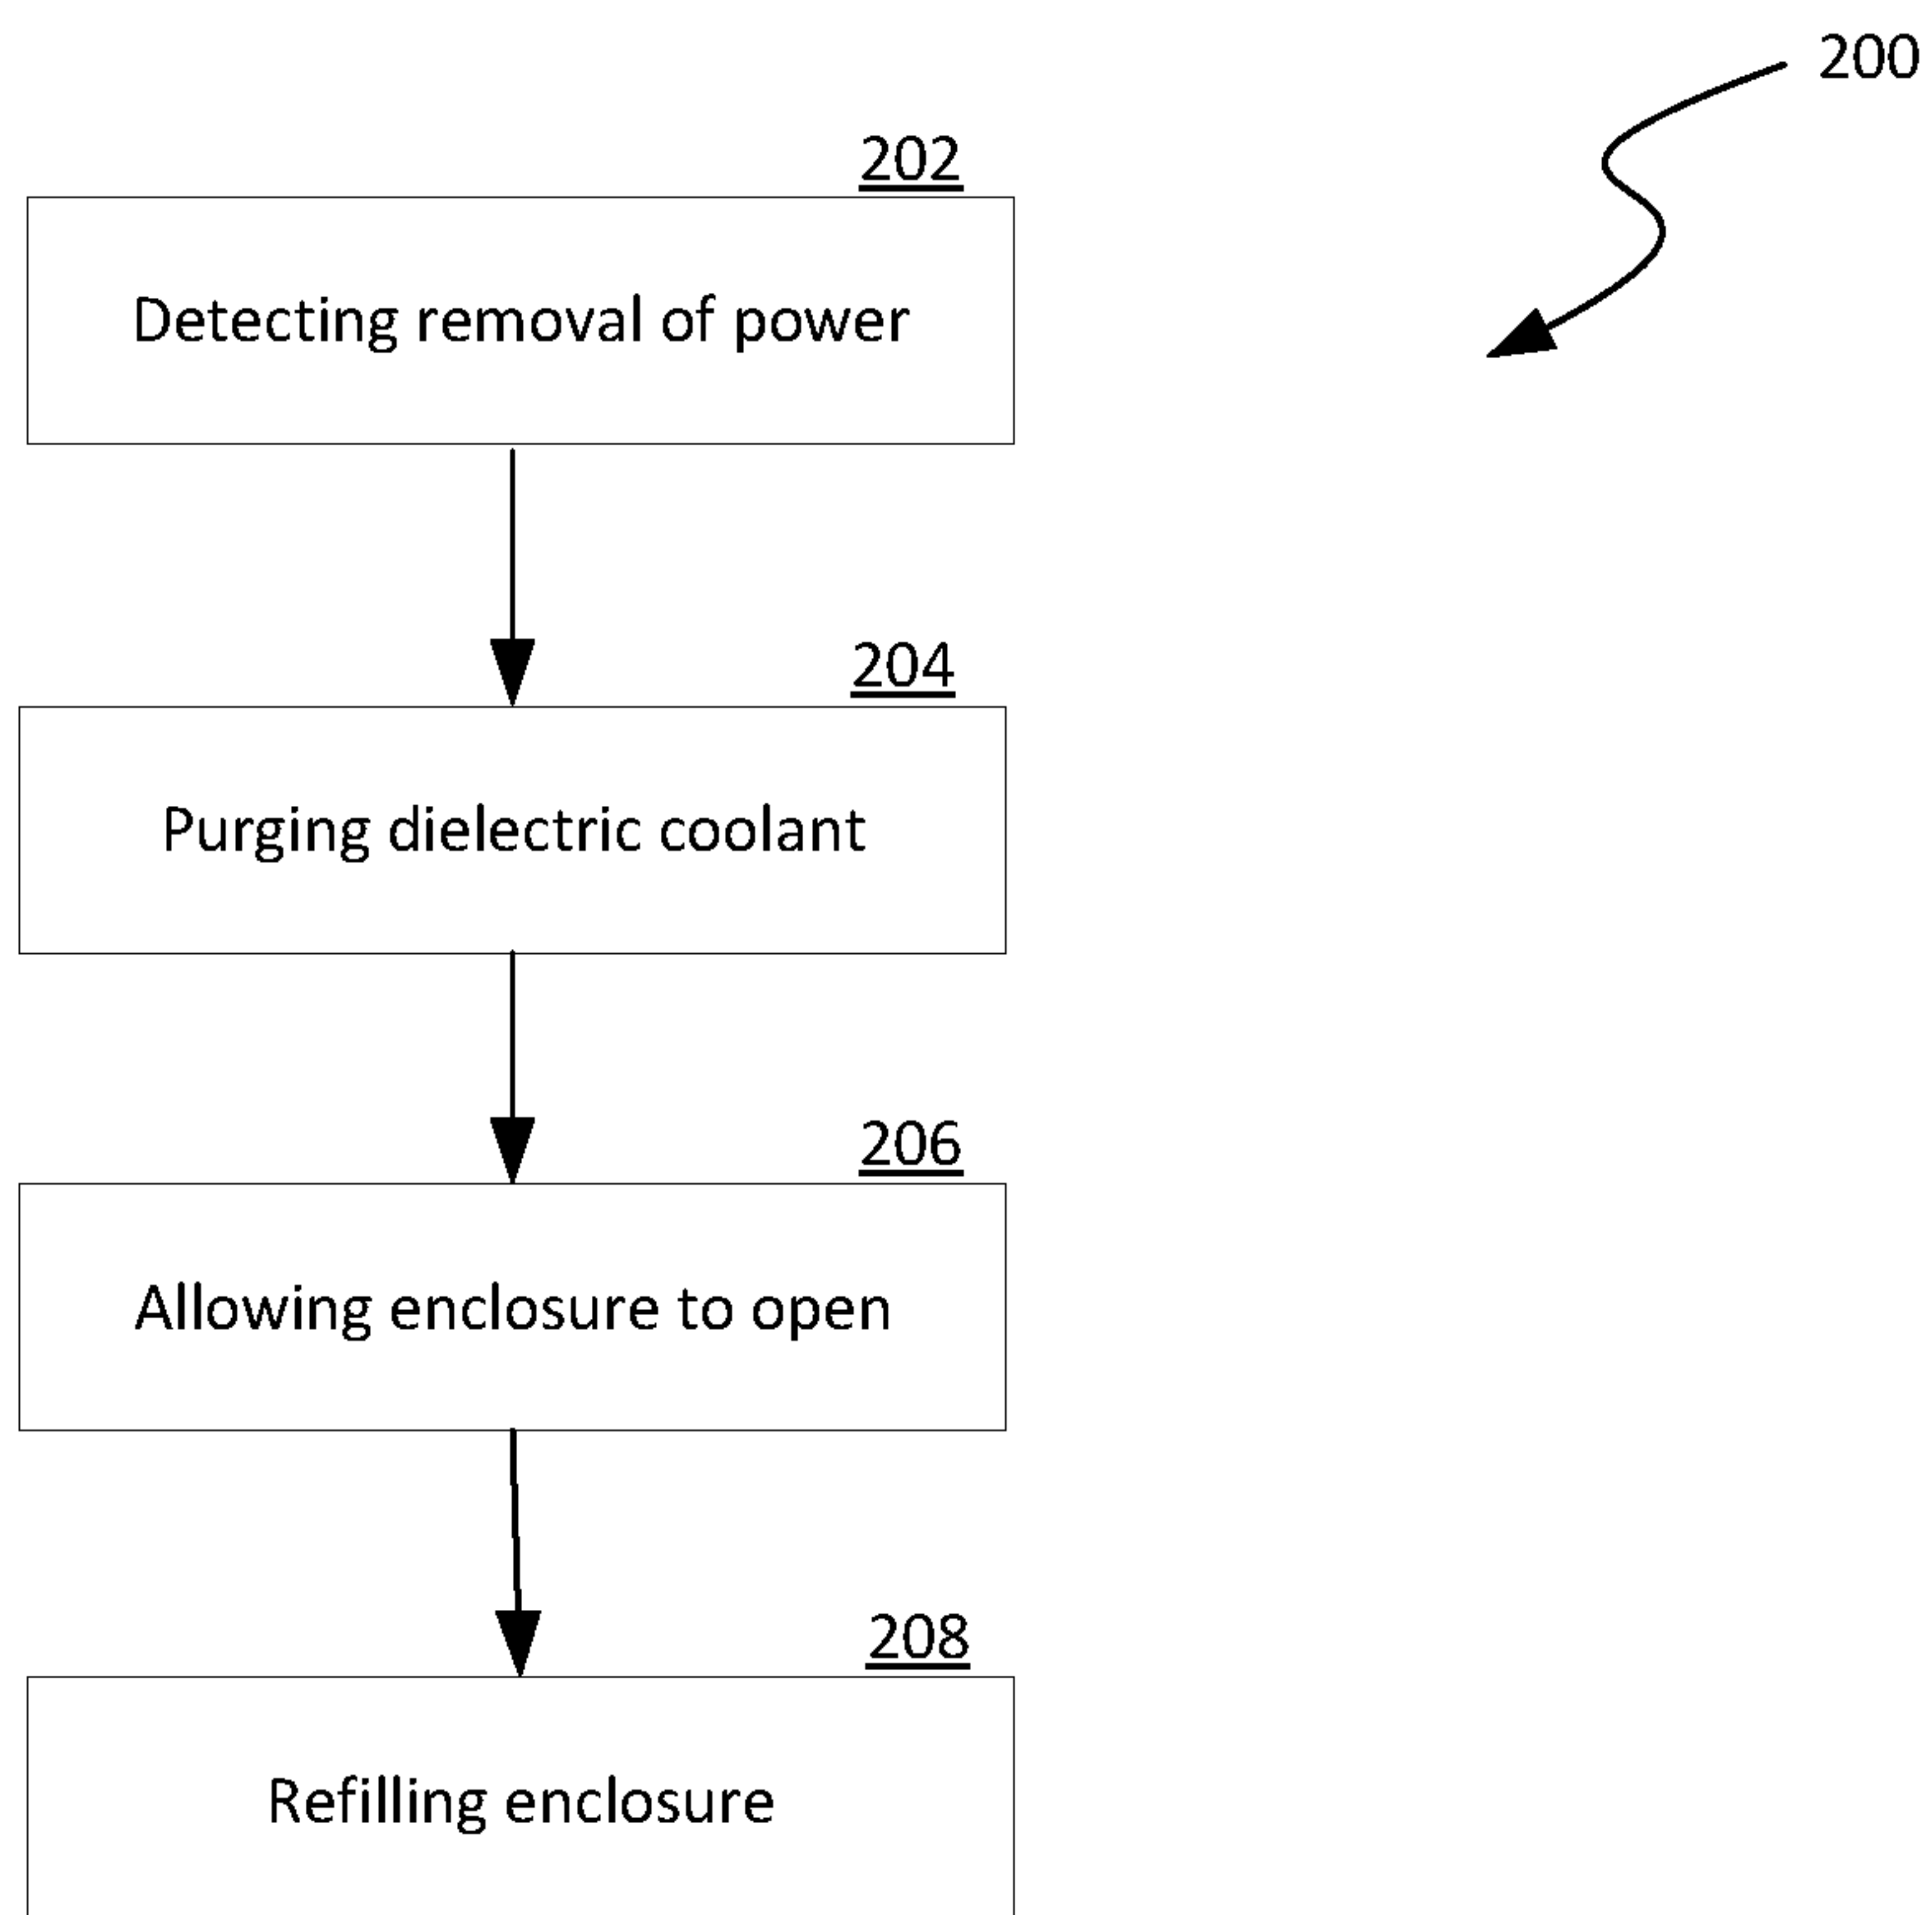 200
202
Detecting removal of power
204
Purging dielectric coolant
206
Allowing enclosure to open
208
Refilling enclosure